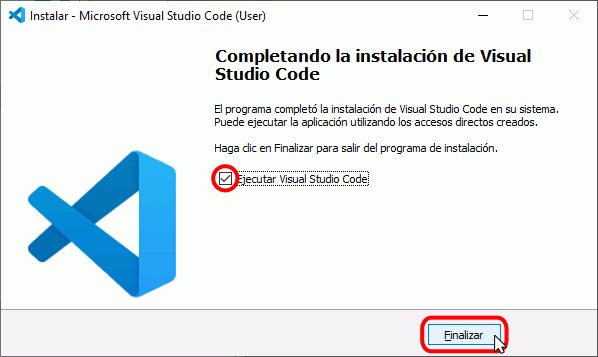 Instalar - Microsoft Visual Studio Code (User)
Completando la instalación de Visual
Studio Code
El programa completó la instalación de Visual Studio Code en su sistema.
Puede ejecutar la aplicación utilizando los accesos directos creados.
Haga clic en Finalizar para salir del programa de instalación.
Ejecutar Visual Studio Code
Finalizar